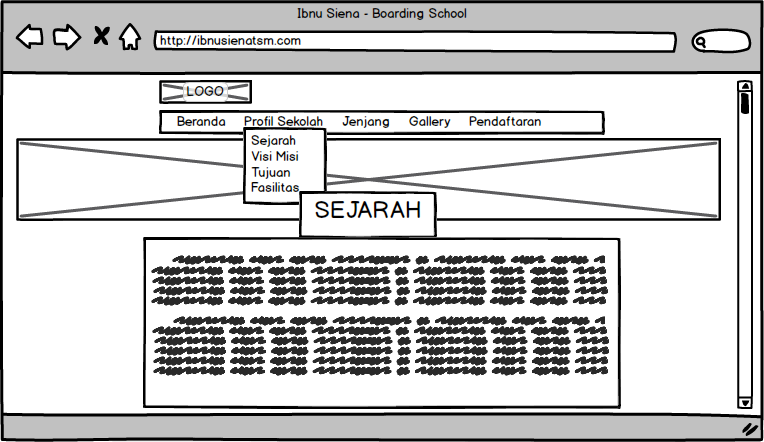 Ibnu Siena - Boarding School
http://ibnusienatsm.com
LOGO
Beranda Profil Sekolah Jenjang Gallery Pendaftaran
Sejarah
Visi Misi
Tujuan
Fasilitas
SEJARAH